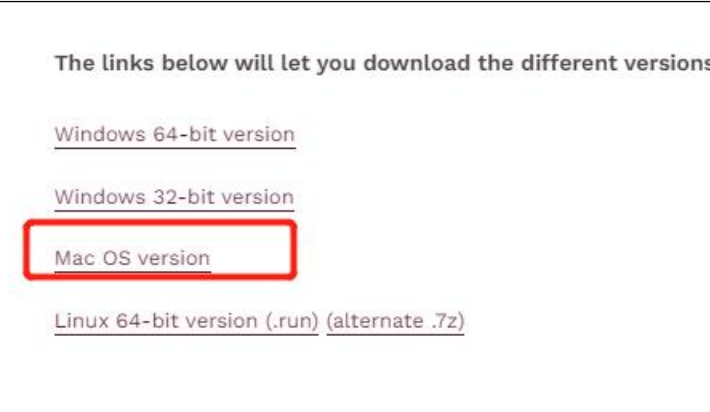 The links below will let you download the different versions
Windows 64-bit version
Windows 32-bit version
Mac OS version
Linux 64-bit version (.run) (alternate .7z)